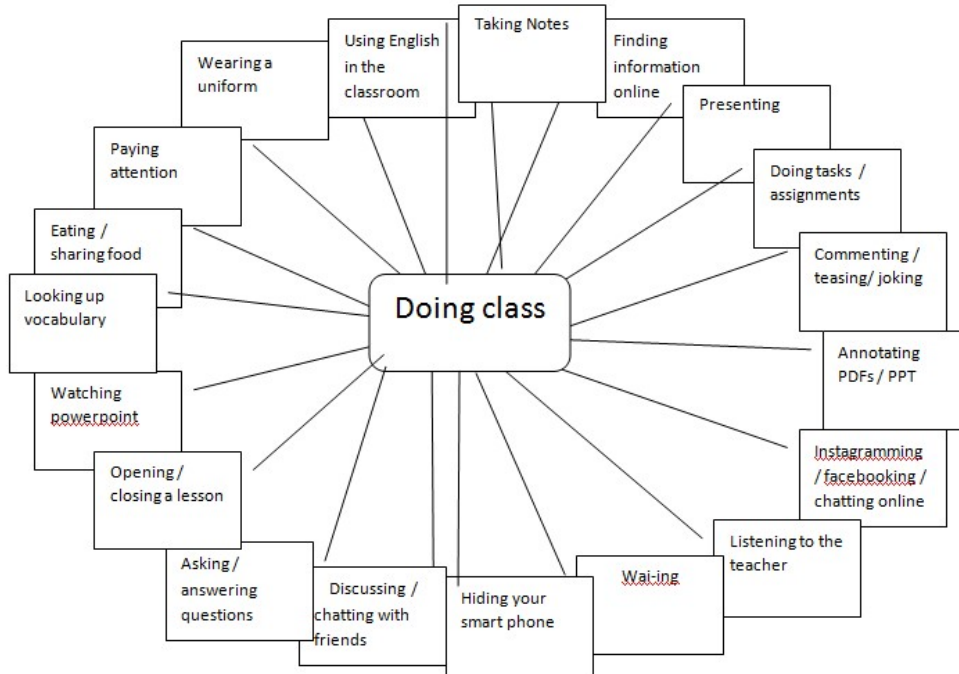 Doing class
Taking Notes
Finding
information
online
Presenting
Doing tasks /
assignments
Commenting /
teasing/ joking
Annotating
PDFs / PPT
Instagramming
/ facebooking /
chatting online
Listening to the
teacher
Wai-ing
Hiding your
smart phone
Discussing /
chatting with
friends
Asking /
answering
questions
Opening /
closing a lesson
Watching
powerpoint
Looking up
vocabulary
Eating /
sharing food
Paying
attention
Wearing a
uniform
Using English
in the
classroom